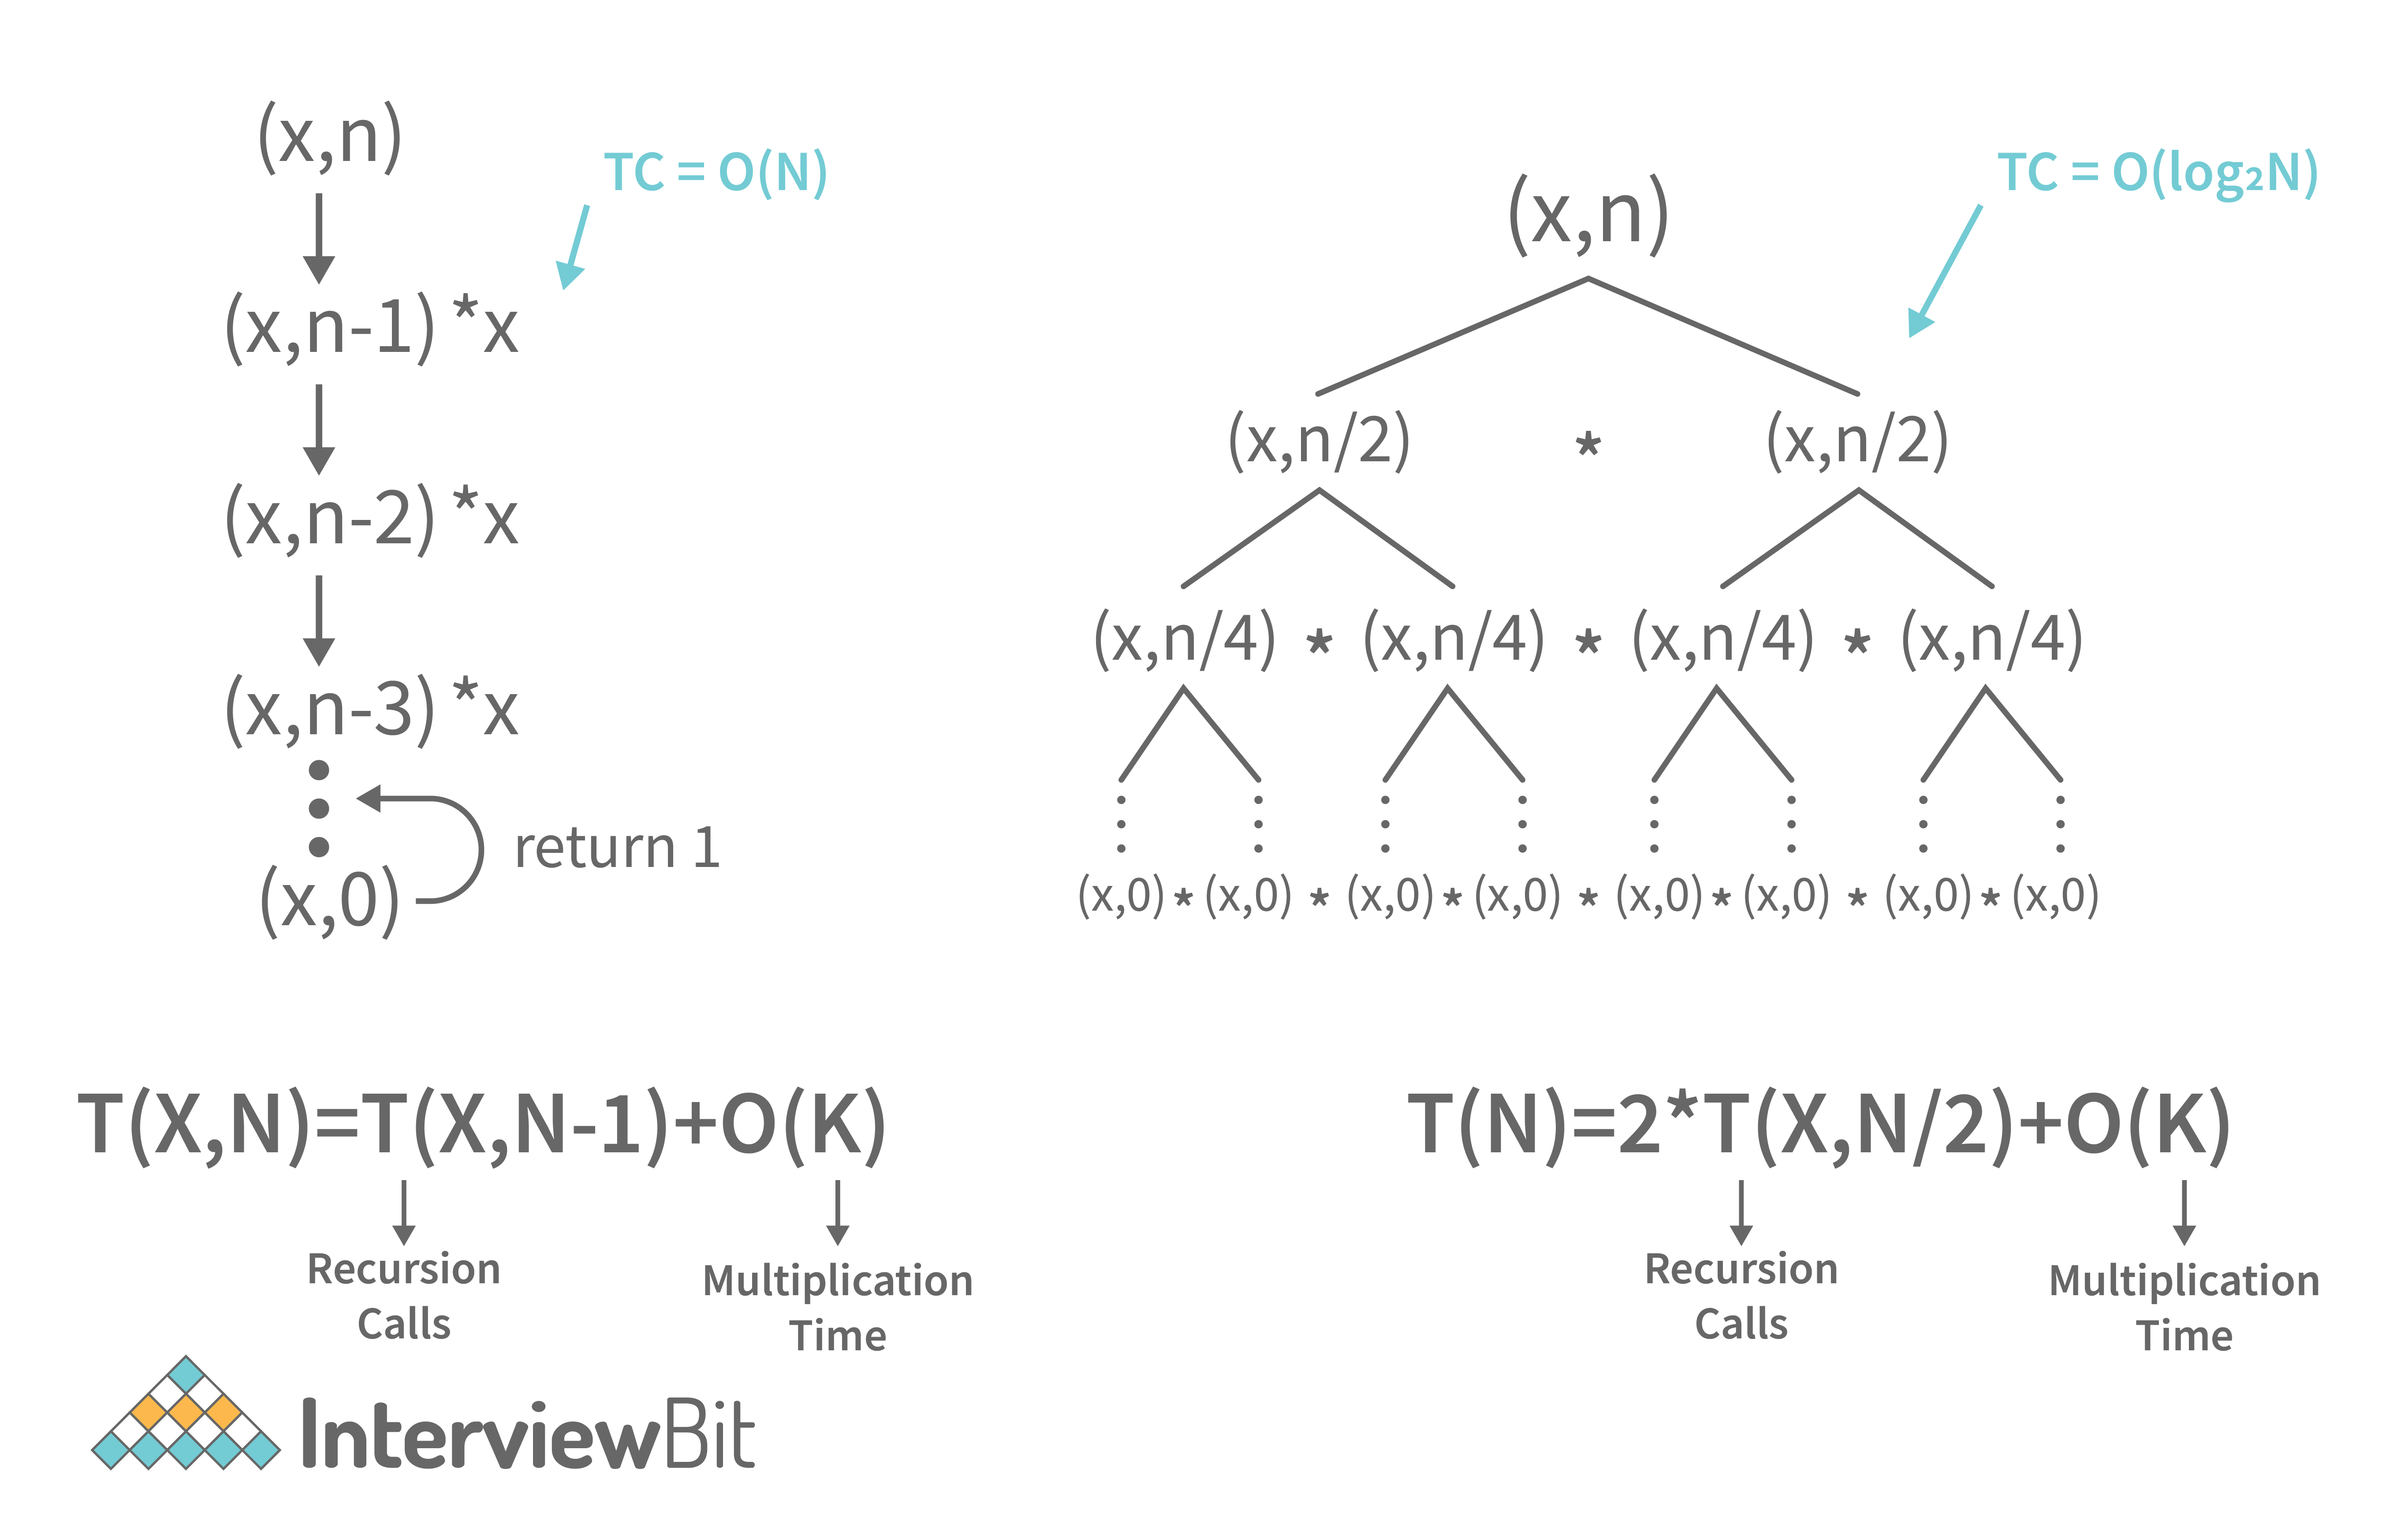 (x,n)
TC = O(N)
(x,n-1) *x
(x,n-2) *x
(x,n-3) *x
return 1
(x,0)
TC = O(log₂N)
(x,n)
(x,n/2) * (x,n/2)
(x,n/4) * (x,n/4) * (x,n/4) * (x,n/4)
(x,0) * (x,0) * (x,0) * (x,0) * (x,0) * (x,0) * (x,0) * (x,0)
T(X,N)=T(X,N-1)+O(K)
Recursion
Calls
Multiplication
Time
T(N)=2*T(X,N/2)+O(K)
Recursion
Calls
Multiplication
Time
InterviewBit